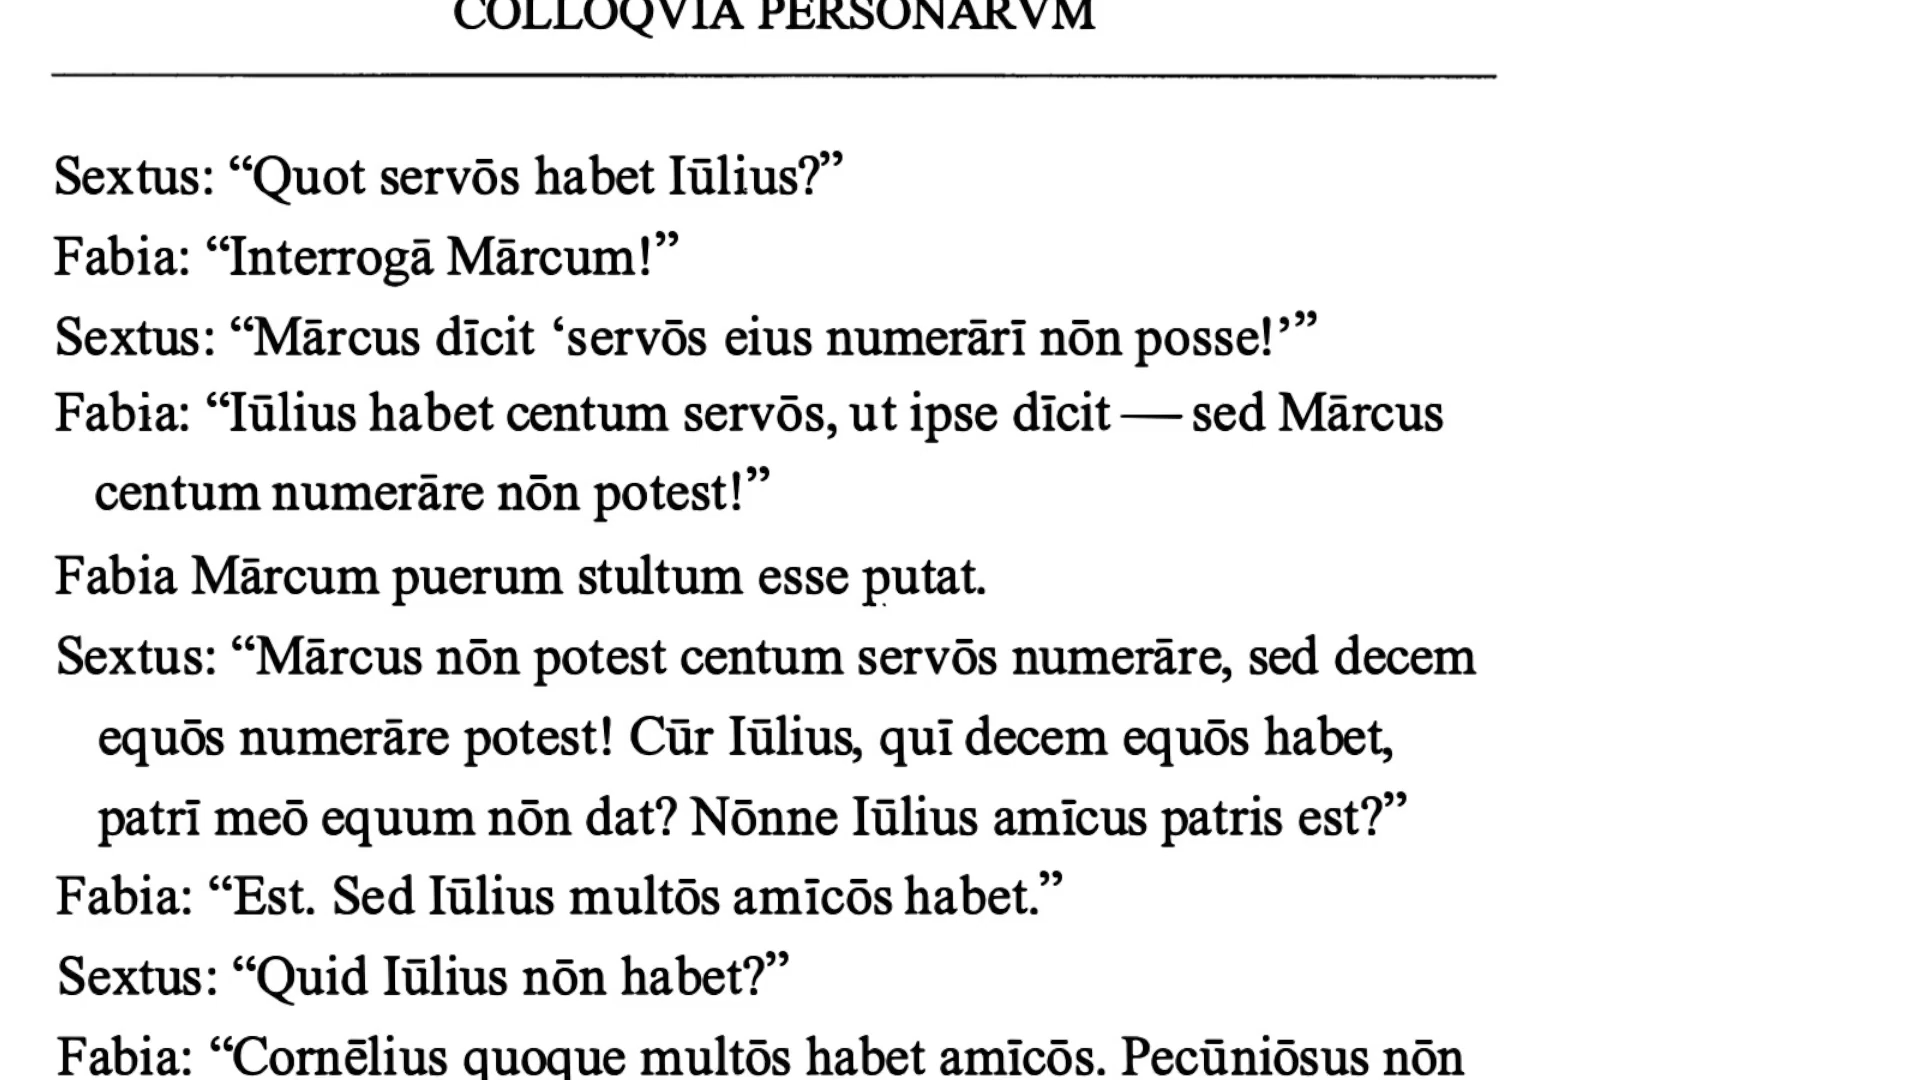 COLLOQVIA PERSONARVM
Sextus: “Quot servōs habet Iūlius?”
Fabia: “Interrogā Mārcum!”
Sextus: “Mārcus dīcit ‘servōs eius numerārī nōn posse!’”
Fabia: “Iūlius habet centum servōs, ut ipse dīcit — sed Mārcus
centum numerāre nōn potest!”
Fabia Mārcum puerum stultum esse putat.
Sextus: “Mārcus nōn potest centum servōs numerāre, sed decem
equōs numerāre potest! Cūr Iūlius, quī decem equōs habet,
patrī meō equum nōn dat? Nōnne Iūlius amīcus patris est?”
Fabia: “Est. Sed Iūlius multōs amīcōs habet.”
Sextus: “Quid Iūlius nōn habet?”
Fabia: “Cornēlius quoque multōs habet amīcōs. Pecūniōsus nōn